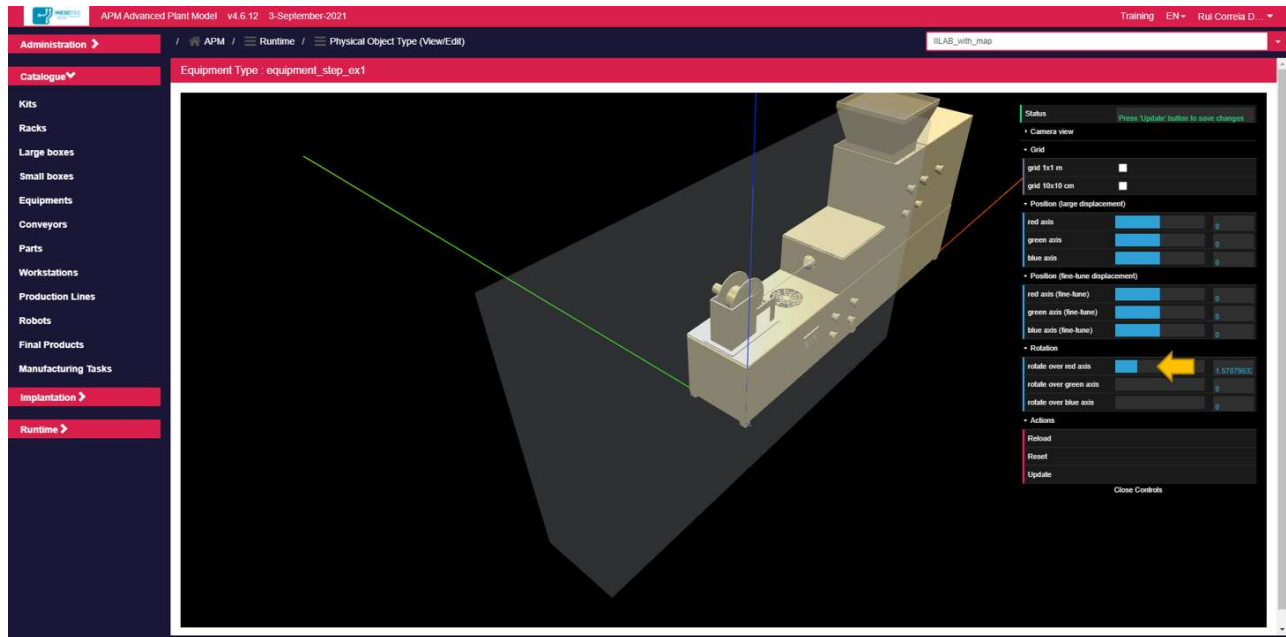 INESCTEC
APM Advanced Plant Model v4.6.12 3-September-2021
Training EN Rui Correia D...
Administration
/ APM / Runtime / Physical Object Type (View/Edit)
IILAB_with_map
Catalogue
Equipment Type : equipment_step_ex1
Kits
Racks
Large boxes
Small boxes
Equipments
Conveyors
Parts
Workstations
Production Lines
Robots
Final Products
Manufacturing Tasks
Implantation
Runtime
Status Press 'Update' button to save changes
Camera view
Grid
grid 1x1 m
grid 10x10 cm
Position (large displacement)
red axis 0
green axis 0
blue axis 0
Position (fine-tune displacement)
red axis (fine-tune) 0
green axis (fine-tune) 0
blue axis (fine-tune) 0
Rotation
rotate over red axis 1.5707963
rotate over green axis 0
rotate over blue axis 0
Actions
Reload
Reset
Update
Close Controls